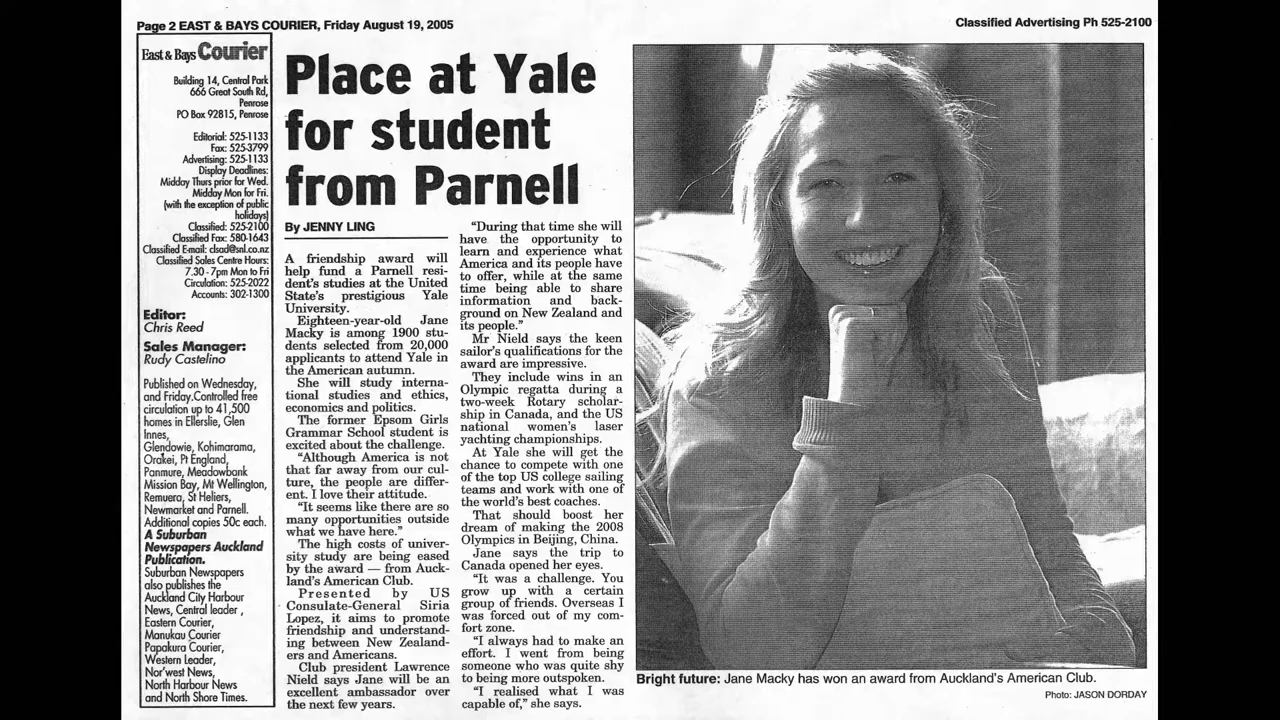 Page 2 EAST & BAYS COURIER, Friday August 19, 2005
Classified Advertising Ph 525-2100
East & Bays Courier
Building 14, Central Park
666 Great South Rd,
Penrose
PO Box 92815, Penrose
Editorial: 525-1133
Fax: 525-3799
Advertising: 525-1133
Display Deadlines:
Midday Thurs prior for Wed.
Midday Mon for Fri.
(with the exception of public
holidays)
Classified: 525-2100
Classified Fax: 580-1643
Classified E-mail: clsad@snl.co.nz
Classified Sales Centre Hours:
7.30 - 7pm Mon to Fri
Circulation: 525-2022
Accounts: 302-1300
Editor:
Chris Reed
Sales Manager:
Rudy Castelino
Published on Wednesday,
and Friday.Controlled free
circulation up to 41,500
homes in Ellerslie, Glen
Innes,
Glendowie, Kohimarama,
Orakei, Pt England,
Panmure, Meadowbank
Mission Bay, Mt Wellington,
Remuera, St Heliers,
Newmarket and Parnell.
Additional copies 50c each.
A Suburban
Newspapers Auckland
Publication.
Suburban Newspapers
also publishes the
Auckland City Harbour
News, Central leader ,
Eastern Courier,
Manukau Courier
Papakura Courier,
Western Leader,
Nor'west News,
North Harbour News
and North Shore Times.
Place at Yale
for student
from Parnell
By JENNY LING
A friendship award will
help fund a Parnell resi-
dent's studies at the United
State's prestigious Yale
University.
Eighteen-year-old Jane
Macky is among 1900 stu-
dents selected from 20,000
applicants to attend Yale in
the American autumn.
She will study interna-
tional studies and ethics,
economics and politics.
The former Epsom Girls
Grammar School student is
excited about the challenge.
"Although America is not
that far away from our cul-
ture, the people are differ-
ent. I love their attitude.
"It seems like there are so
many opportunities outside
what we have here."
The high costs of univer-
sity study are being eased
by the award — from Auck-
land's American Club.
Presented by US
Consulate-General Siria
Lopez, it aims to promote
friendship and understand-
ing between New Zealand-
ers and Americans.
Club president Lawrence
Nield says Jane will be an
excellent ambassador over
the next few years.
"During that time she will
have the opportunity to
learn and experience what
America and its people have
to offer, while at the same
time being able to share
information and back-
ground on New Zealand and
its people."
Mr Nield says the keen
sailor's qualifications for the
award are impressive.
They include wins in an
Olympic regatta during a
two-week Rotary scholar-
ship in Canada, and the US
national women's laser
yachting championships.
At Yale she will get the
chance to compete with one
of the top US college sailing
teams and work with one of
the world's best coaches.
That should boost her
dream of making the 2008
Olympics in Beijing, China.
Jane says the trip to
Canada opened her eyes.
"It was a challenge. You
grow up with a certain
group of friends. Overseas I
was forced out of my com-
fort zone.
"I always had to make an
effort. I went from being
someone who was quite shy
to being more outspoken.
"I realised what I was
capable of," she says.
Bright future: Jane Macky has won an award from Auckland's American Club.
Photo: JASON DORDAY